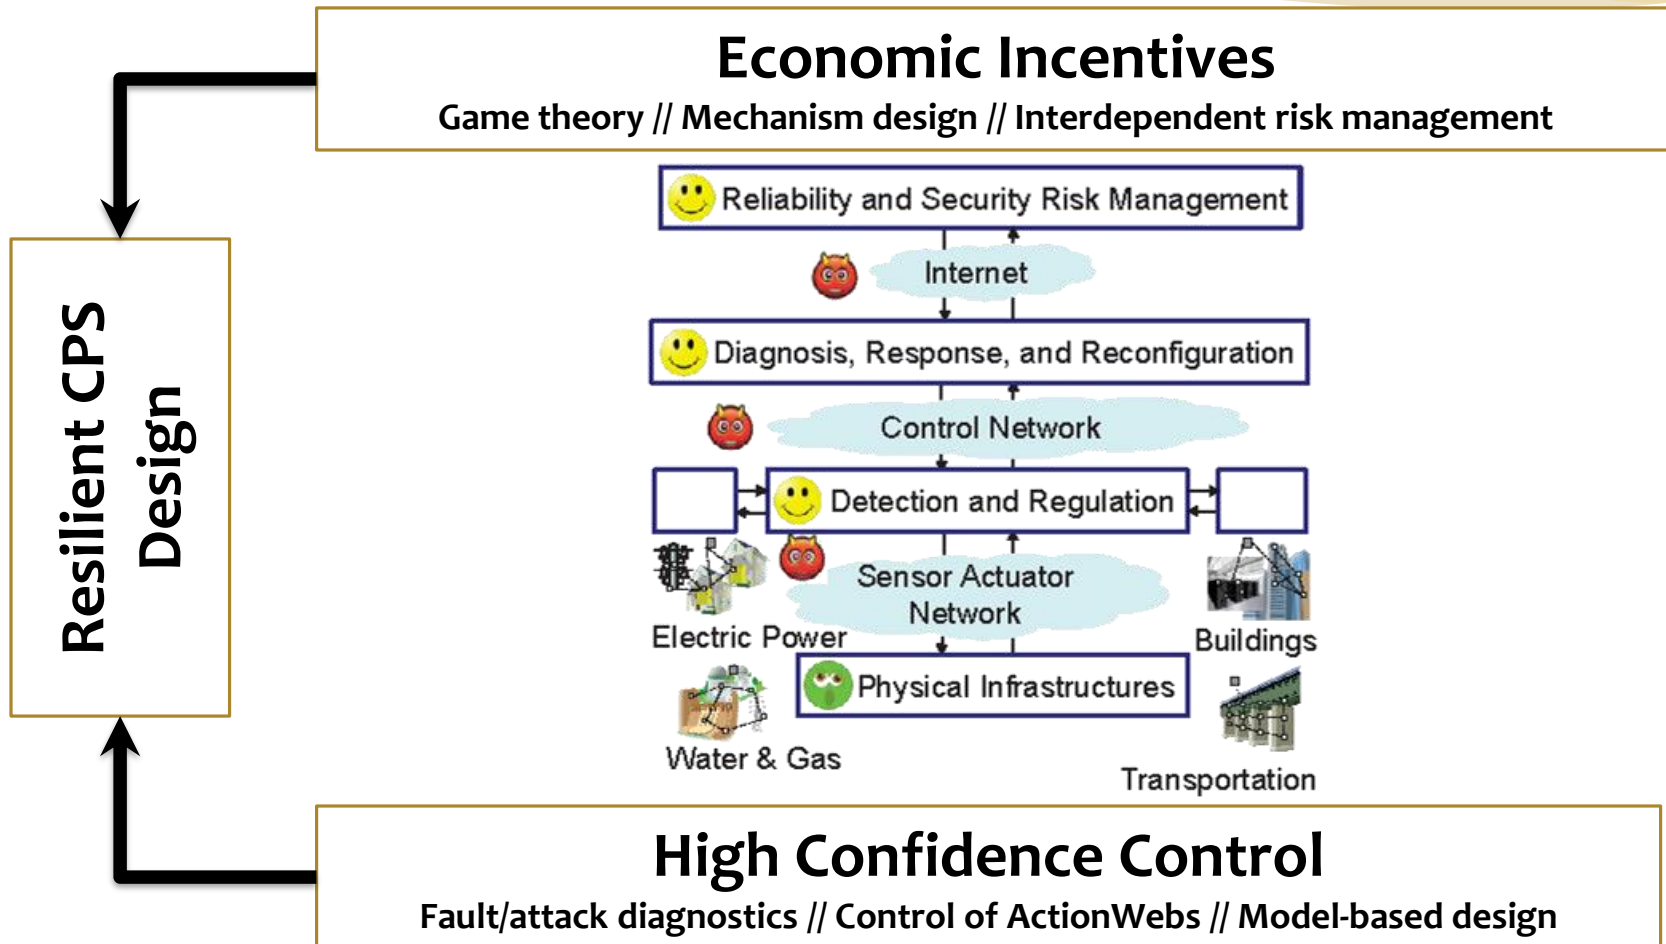 Economic Incentives
Game theory // Mechanism design // Interdependent risk management
Resilient CPS
Design
Reliability and Security Risk Management
Internet
Diagnosis, Response, and Reconfiguration
Control Network
Detection and Regulation
Sensor Actuator
Network
Electric Power
Buildings
Physical Infrastructures
Water & Gas
Transportation
High Confidence Control
Fault/attack diagnostics // Control of ActionWebs // Model-based design